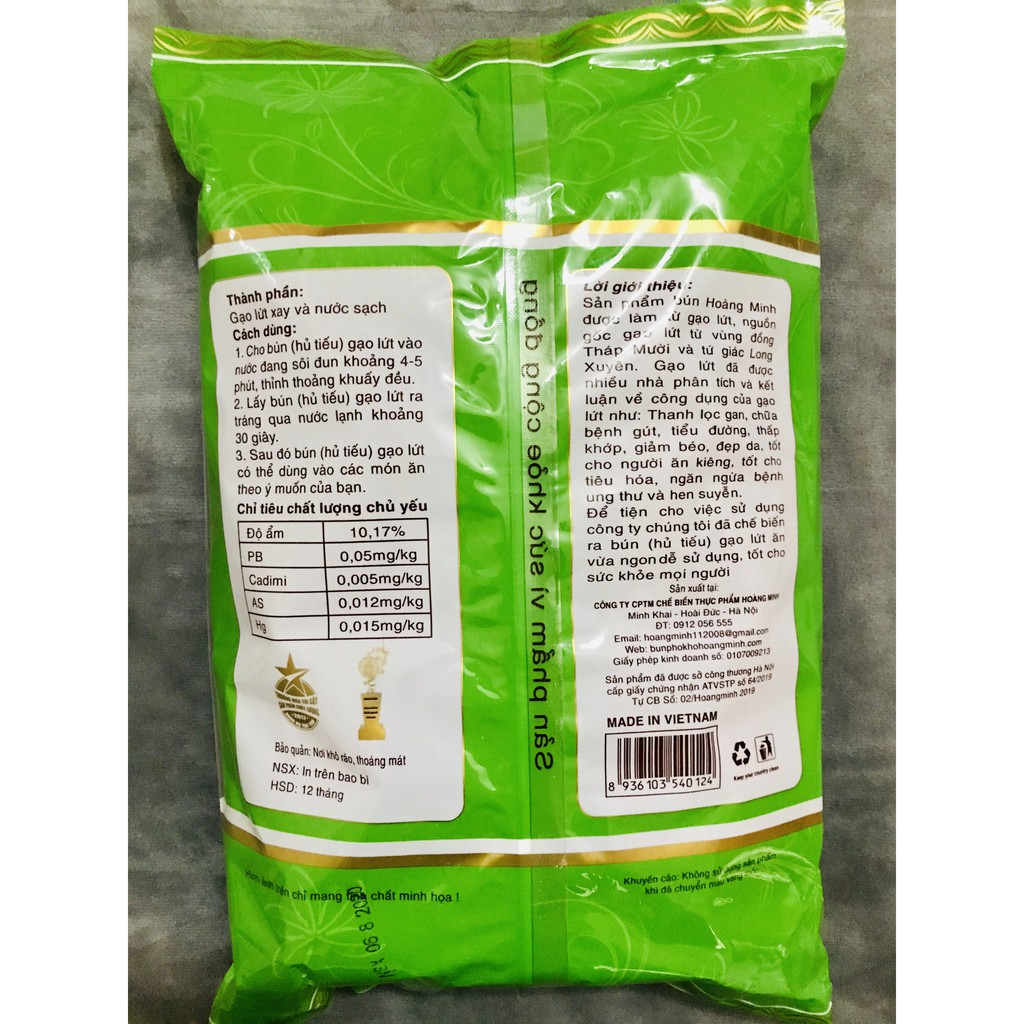 Thành phần:
Gạo lứt xay và nước sạch
Cách dùng:
1. Cho bún (hủ tiếu) gạo lứt vào
nước đang sôi đun khoảng 4-5
phút, thỉnh thoảng khuấy đều.
2. Lấy bún (hủ tiếu) gạo lứt ra
tráng qua nước lạnh khoảng
30 giây.
3. Sau đó bún (hủ tiếu) gạo lứt
có thể dùng vào các món ăn
theo ý muốn của bạn.
Chỉ tiêu chất lượng chủ yếu
Độ ẩm 10,17%
PB 0,05mg/kg
Cadimi 0,005mg/kg
AS 0,012mg/kg
Hg 0,015mg/kg
Bảo quản: Nơi khô ráo, thoáng mát
NSX: In trên bao bì
HSD: 12 tháng
trên chỉ mang tính chất minh họa !
NSX 06 8
Sản phẩm vì sức khỏe cộng đồng
Lời giới thiệu:
Sản phẩm bún Hoàng Minh
được làm từ gạo lứt, nguồn
gốc gạo lứt từ vùng đồng
Tháp Mười và tứ giác Long
Xuyên. Gạo lứt đã được
nhiều nhà phân tích và kết
luận về công dụng của gạo
lứt như: Thanh lọc gan, chữa
bệnh gút, tiểu đường, thấp
khớp, giảm béo, đẹp da, tốt
cho người ăn kiêng, tốt cho
tiêu hóa, ngăn ngừa bệnh
ung thư và hen suyễn.
Để tiện cho việc sử dụng
công ty chúng tôi đã chế biến
ra bún (hủ tiếu) gạo lứt ăn
vừa ngon dễ sử dụng, tốt cho
sức khỏe mọi người
Sản xuất tại:
CÔNG TY CPTM CHẾ BIẾN THỰC PHẨM HOÀNG MINH
Minh Khai - Hoài Đức - Hà Nội
ĐT: 0912 056 555
Email: hoangminh112008@gmail.com
Web: bunphokhohoangminh.com
Giấy phép kinh doanh số: 0107009213
Sản phẩm đã được sở công thương Hà Nội
cấp giấy chứng nhận ATVSTP số 64/2019
Tự CB Số: 02/Hoangminh 2019
MADE IN VIETNAM
8 936103 540124
Keep your country clean
Khuyến cáo: Không sử dụng sản phẩm
khi đã chuyển màu vàng